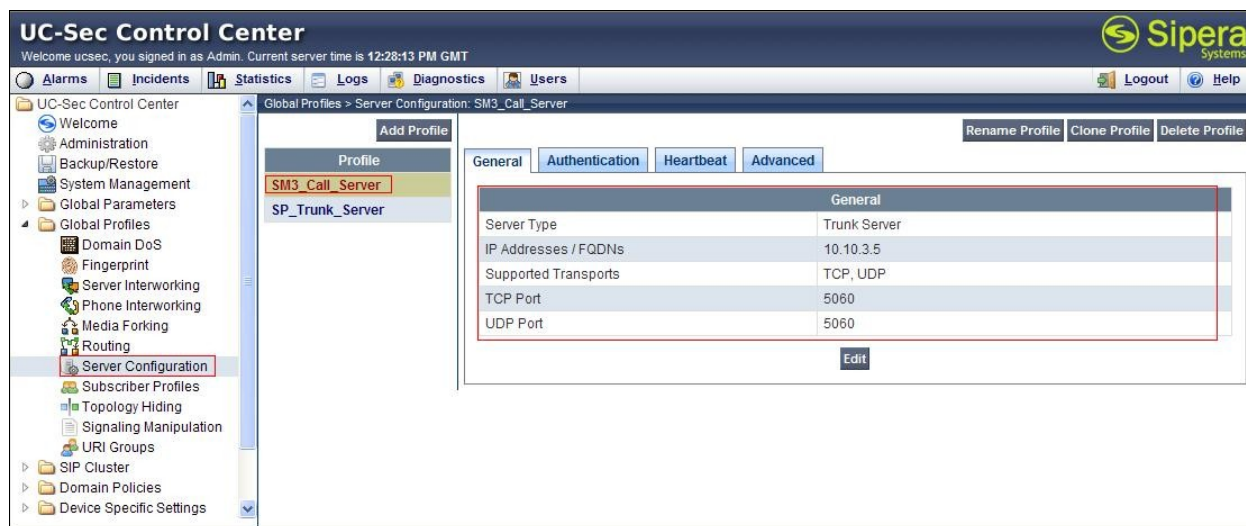 UC-Sec Control Center
Sipera
Systems
Welcome ucsec, you signed in as Admin. Current server time is 12:28:13 PM GMT
Alarms Incidents Statistics Logs Diagnostics Users Logout Help
UC-Sec Control Center
Welcome
Administration
Backup/Restore
System Management
Global Parameters
Global Profiles
Domain DoS
Fingerprint
Server Interworking
Phone Interworking
Media Forking
Routing
Server Configuration
Subscriber Profiles
Topology Hiding
Signaling Manipulation
URI Groups
SIP Cluster
Domain Policies
Device Specific Settings
Global Profiles > Server Configuration: SM3_Call_Server
Add Profile
Profile
SM3_Call_Server
SP_Trunk_Server
Rename Profile Clone Profile Delete Profile
General Authentication Heartbeat Advanced
General
Server Type Trunk Server
IP Addresses / FQDNs 10.10.3.5
Supported Transports TCP, UDP
TCP Port 5060
UDP Port 5060
Edit